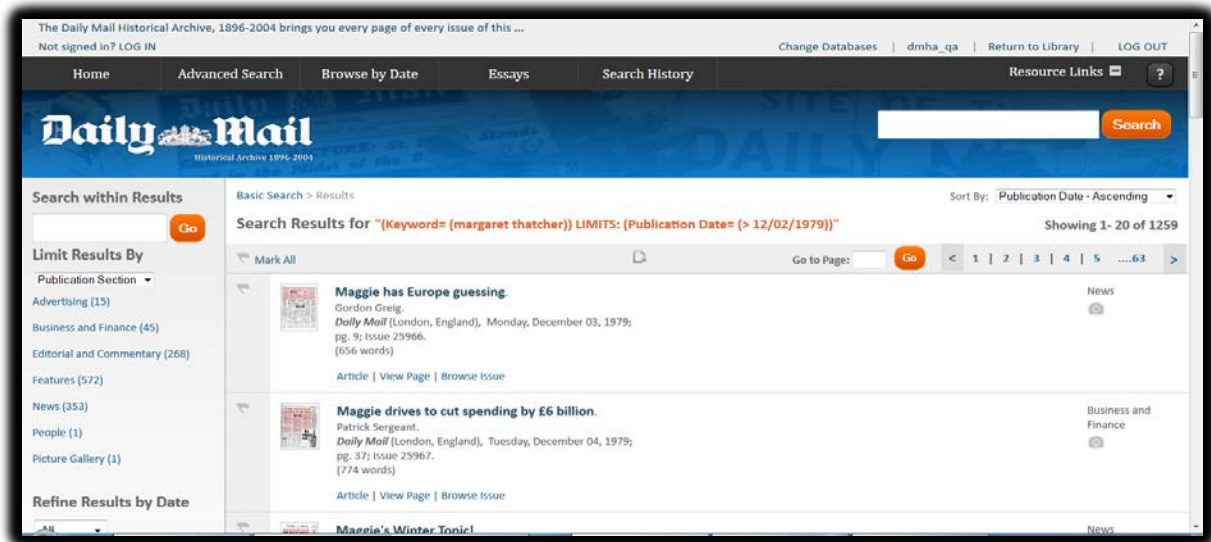 The Daily Mail Historical Archive, 1896-2004 brings you every page of every issue of this ...
Not signed in? LOG IN
Change Databases | dmha_qa | Return to Library | LOG OUT
Home Advanced Search Browse by Date Essays Search History Resource Links ?
Daily Mail
Historical Archive 1896-2004
Search
Search within Results
Go
Limit Results By
Publication Section
Advertising (15)
Business and Finance (45)
Editorial and Commentary (268)
Features (572)
News (353)
People (1)
Picture Gallery (1)
Refine Results by Date
All
Basic Search > Results
Sort By: Publication Date - Ascending
Search Results for "(Keyword= (margaret thatcher)) LIMITS: (Publication Date= (> 12/02/1979))"
Showing 1- 20 of 1259
Mark All
Go to Page: Go < 1 | 2 | 3 | 4 | 5 ....63 >
Maggie has Europe guessing.
Gordon Greig.
Daily Mail (London, England), Monday, December 03, 1979;
pg. 9; Issue 25966.
(656 words)
Article | View Page | Browse Issue
News
Maggie drives to cut spending by £6 billion.
Patrick Sergeant.
Daily Mail (London, England), Tuesday, December 04, 1979;
pg. 37; Issue 25967.
(774 words)
Article | View Page | Browse Issue
Business and
Finance
Maggie's Winter Tonic!
News